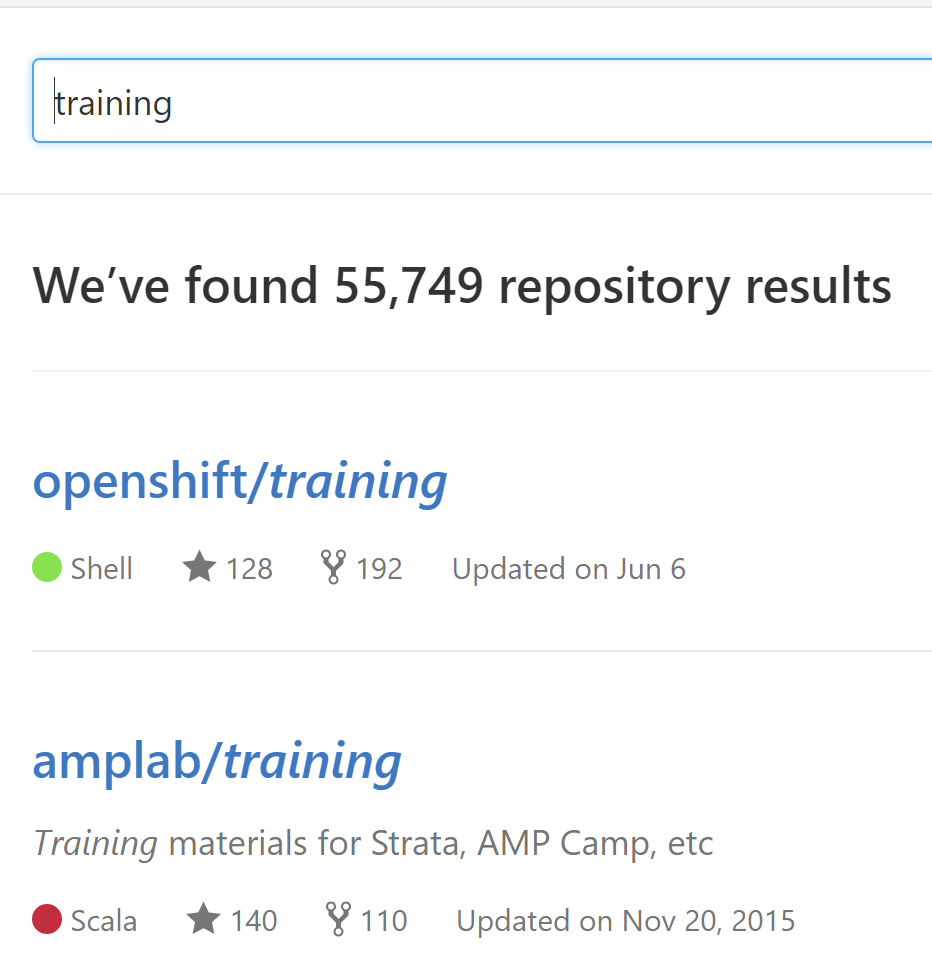 training
We’ve found 55,749 repository results
openshift/training
Shell 128 192 Updated on Jun 6
amplab/training
Training materials for Strata, AMP Camp, etc
Scala 140 110 Updated on Nov 20, 2015